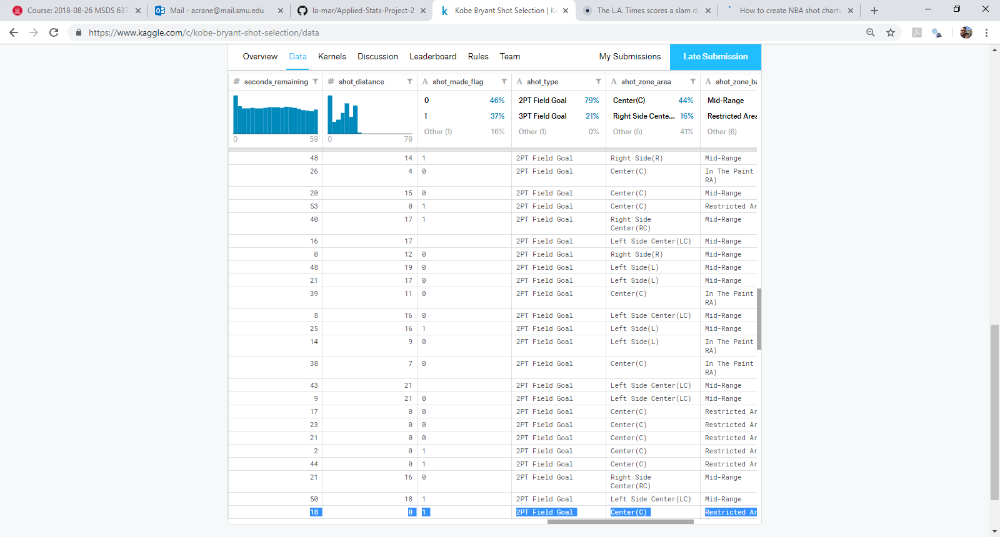 Course: 2018-08-26 MSDS 637
Mail - acrane@mail.smu.edu
la-mar/Applied-Stats-Project-2
Kobe Bryant Shot Selection | Ka
The L.A. Times scores a slam du
How to create NBA shot charts
https://www.kaggle.com/c/kobe-bryant-shot-selection/data
Overview Data Kernels Discussion Leaderboard Rules Team My Submissions Late Submission
# seconds_remaining # shot_distance A shot_made_flag A shot_type A shot_zone_area A shot_zone_ba
0 46% 2PT Field Goal 79% Center(C) 44% Mid-Range
1 37% 3PT Field Goal 21% Right Side Cente... 16% Restricted Area
Other (1) 16% Other (1) 0% Other (5) 41% Other (6)
0 59 0 79
48 14 1 2PT Field Goal Right Side(R) Mid-Range
26 4 0 2PT Field Goal Center(C) In The Paint
RA)
20 15 0 2PT Field Goal Center(C) Mid-Range
53 0 1 2PT Field Goal Center(C) Restricted Ar
40 17 1 2PT Field Goal Right Side Mid-Range
Center(RC)
16 17 2PT Field Goal Left Side Center(LC) Mid-Range
0 12 0 2PT Field Goal Right Side(R) Mid-Range
48 19 0 2PT Field Goal Left Side(L) Mid-Range
21 17 0 2PT Field Goal Left Side(L) Mid-Range
39 11 0 2PT Field Goal Center(C) In The Paint
RA)
8 16 0 2PT Field Goal Left Side Center(LC) Mid-Range
25 16 1 2PT Field Goal Left Side(L) Mid-Range
14 9 0 2PT Field Goal Left Side(L) In The Paint
RA)
38 7 0 2PT Field Goal Center(C) In The Paint
RA)
43 21 2PT Field Goal Left Side Center(LC) Mid-Range
9 21 0 2PT Field Goal Left Side Center(LC) Mid-Range
17 0 0 2PT Field Goal Center(C) Restricted Ar
23 0 0 2PT Field Goal Center(C) Restricted Ar
21 0 0 2PT Field Goal Center(C) Restricted Ar
2 0 1 2PT Field Goal Center(C) Restricted Ar
44 0 1 2PT Field Goal Center(C) Restricted Ar
21 16 0 2PT Field Goal Right Side Mid-Range
Center(RC)
50 18 1 2PT Field Goal Left Side Center(LC) Mid-Range
18 0 1 2PT Field Goal Center(C) Restricted Ar